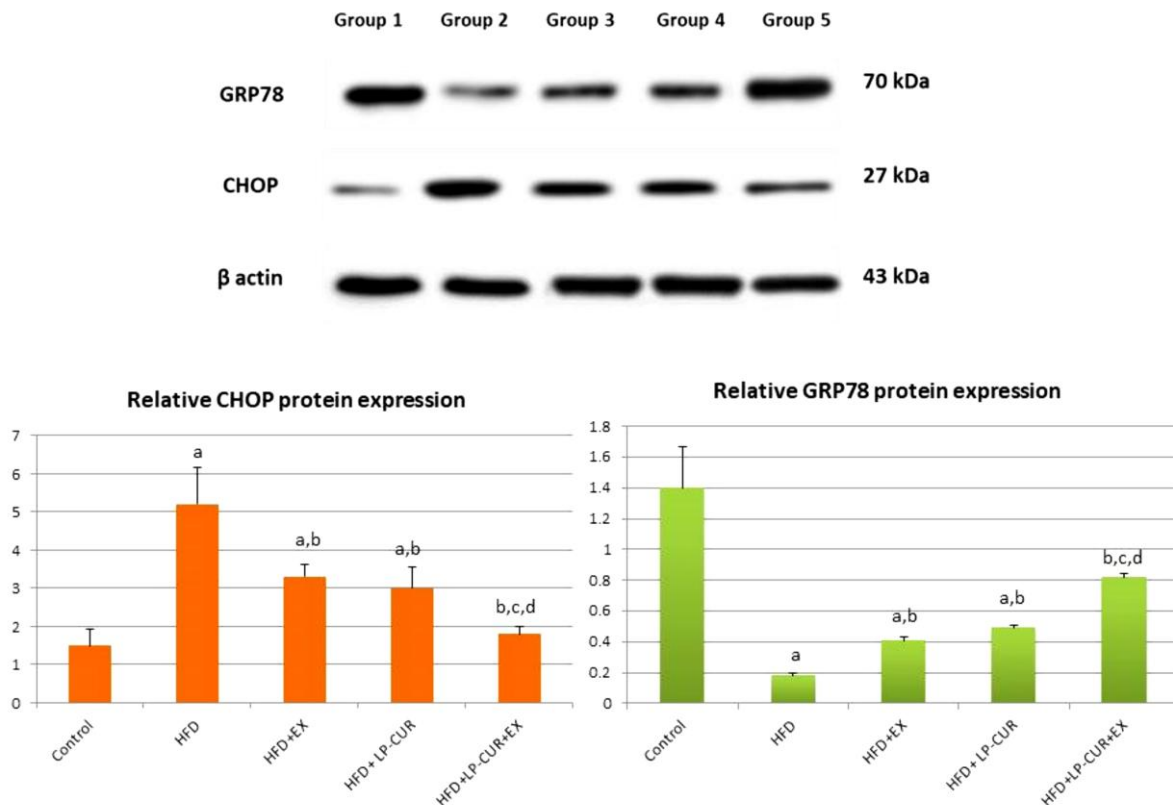 Group 1 Group 2 Group 3 Group 4 Group 5
GRP78 70 kDa
CHOP 27 kDa
β actin 43 kDa
Relative CHOP protein expression
7
6
5
4
3
2
1
0
a
a,b
a,b
b,c,d
Control HFD HFD+EX HFD+ LP-CUR HFD+LP-CUR+EX
Relative GRP78 protein expression
1.8
1.6
1.4
1.2
1
0.8
0.6
0.4
0.2
0
a
a,b
a,b
b,c,d
Control HFD HFD+EX HFD+ LP-CUR HFD+LP-CUR+EX